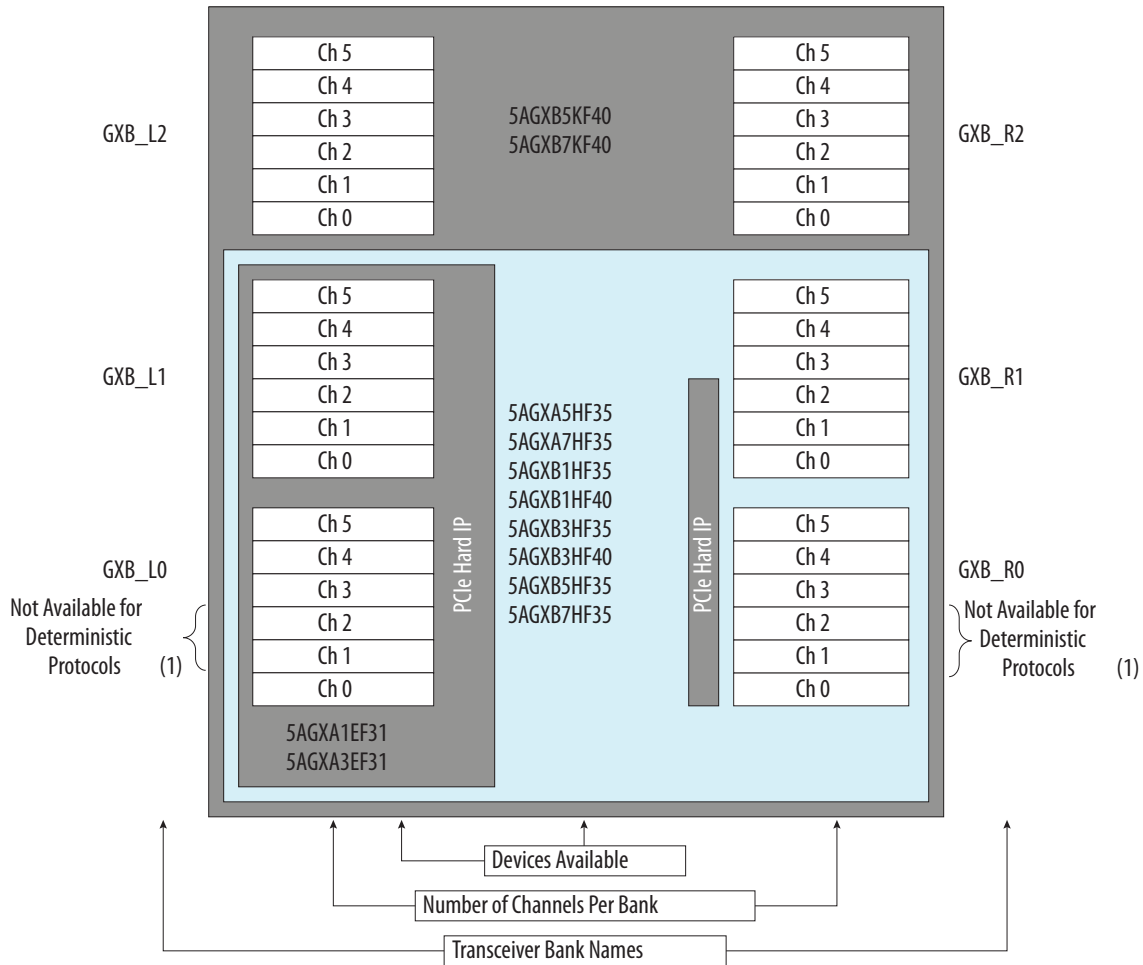 GXB_L2
Ch 5
Ch 4
Ch 3
Ch 2
Ch 1
Ch 0
5AGXB5KF40
5AGXB7KF40
Ch 5
Ch 4
Ch 3
Ch 2
Ch 1
Ch 0
GXB_R2
GXB_L1
Ch 5
Ch 4
Ch 3
Ch 2
Ch 1
Ch 0
GXB_L0
Not Available for
Deterministic
Protocols (1)
Ch 5
Ch 4
Ch 3
Ch 2
Ch 1
Ch 0
PCIe Hard IP
5AGXA1EF31
5AGXA3EF31
5AGXA5HF35
5AGXA7HF35
5AGXB1HF35
5AGXB1HF40
5AGXB3HF35
5AGXB3HF40
5AGXB5HF35
5AGXB7HF35
PCIe Hard IP
Ch 5
Ch 4
Ch 3
Ch 2
Ch 1
Ch 0
GXB_R1
Ch 5
Ch 4
Ch 3
Ch 2
Ch 1
Ch 0
GXB_R0
Not Available for
Deterministic
Protocols (1)
Devices Available
Number of Channels Per Bank
Transceiver Bank Names